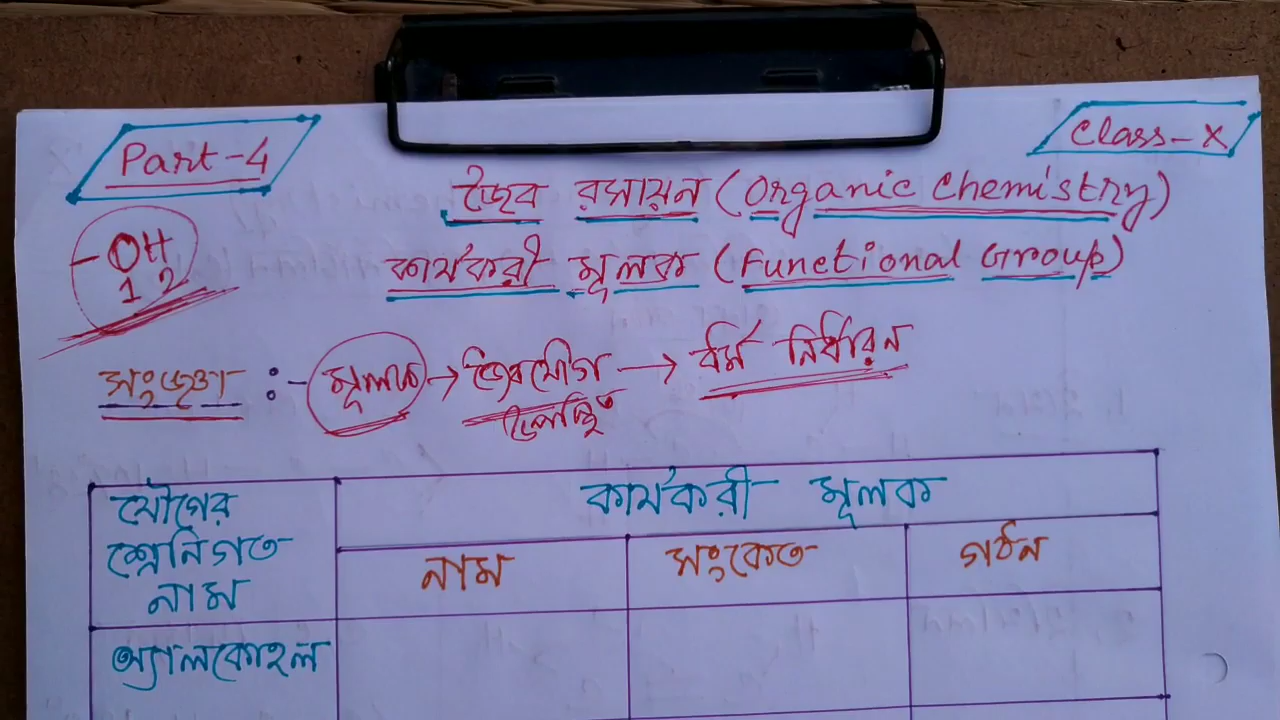 Part-4
Class-X
জৈব রসায়ন (Organic Chemistry)
-OH
1 2
কার্যকরী মূলক (Functional Group)
সংজ্ঞা :- মূলক → জৈবযৌগ → ধর্ম নির্ধারন
যৌগের শ্রেনিগত নাম
কার্যকরী মূলক
নাম
সংকেত
গঠন
অ্যালকোহল